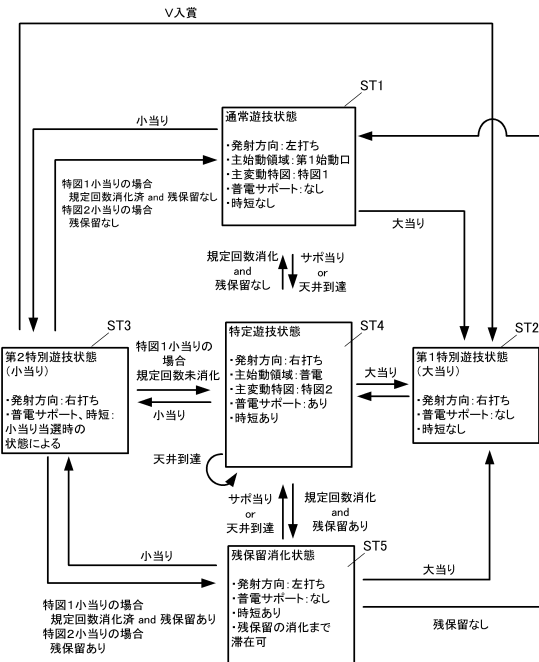 V入賞
ST1
通常遊技状態
・発射方向：左打ち
・主始動領域：第1始動口
・主変動特図：特図1
・普電サポート：なし
・時短なし
小当り
特図1小当りの場合
規定回数消化済 and 残保留なし
特図2小当りの場合
残保留なし
大当り
規定回数消化
and
残保留なし
サポ当り
or
天井到達
ST3
第2特別遊技状態
(小当り)
・発射方向：右打ち
・普電サポート、時短：
小当り当選時の
状態による
特図1小当りの
場合
規定回数未消化
小当り
ST4
特定遊技状態
・発射方向：右打ち
・主始動領域：普電
・主変動特図：特図2
・普電サポート：あり
・時短あり
大当り
ST2
第1特別遊技状態
(大当り)
・発射方向：右打ち
・普電サポート：なし
・時短なし
天井到達
サポ当り
or
天井到達
規定回数消化
and
残保留あり
ST5
残保留消化状態
・発射方向：左打ち
・普電サポート：なし
・時短あり
・残保留の消化まで
滞在可
小当り
大当り
特図1小当りの場合
規定回数消化済 and 残保留あり
特図2小当りの場合
残保留あり
残保留なし